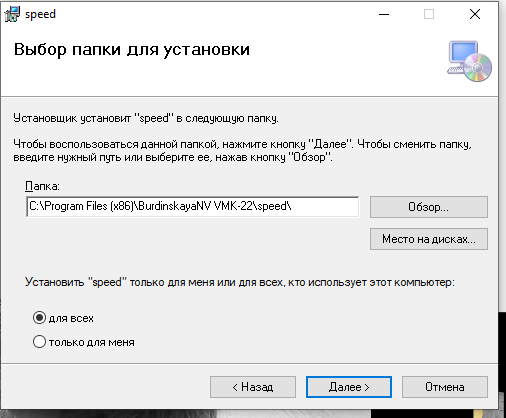 speed
Выбор папки для установки
Установщик установит "speed" в следующую папку.
Чтобы воспользоваться данной папкой, нажмите кнопку "Далее". Чтобы сменить папку,
введите нужный путь или выберите ее, нажав кнопку "Обзор".
Папка:
C:\Program Files (x86)\BurdinskayaNV VMK-22\speed\
Обзор...
Место на дисках...
Установить "speed" только для меня или для всех, кто использует этот компьютер:
для всех
только для меня
< Назад
Далее >
Отмена